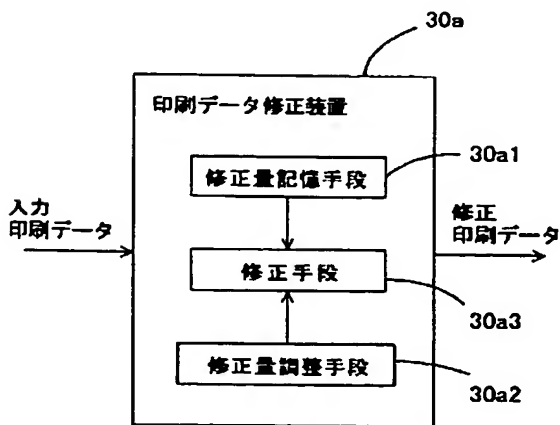 30a
印刷データ修正装置
30a1
修正量記憶手段
入力
印刷データ
修正
印刷データ
修正手段
30a3
修正量調整手段
30a2